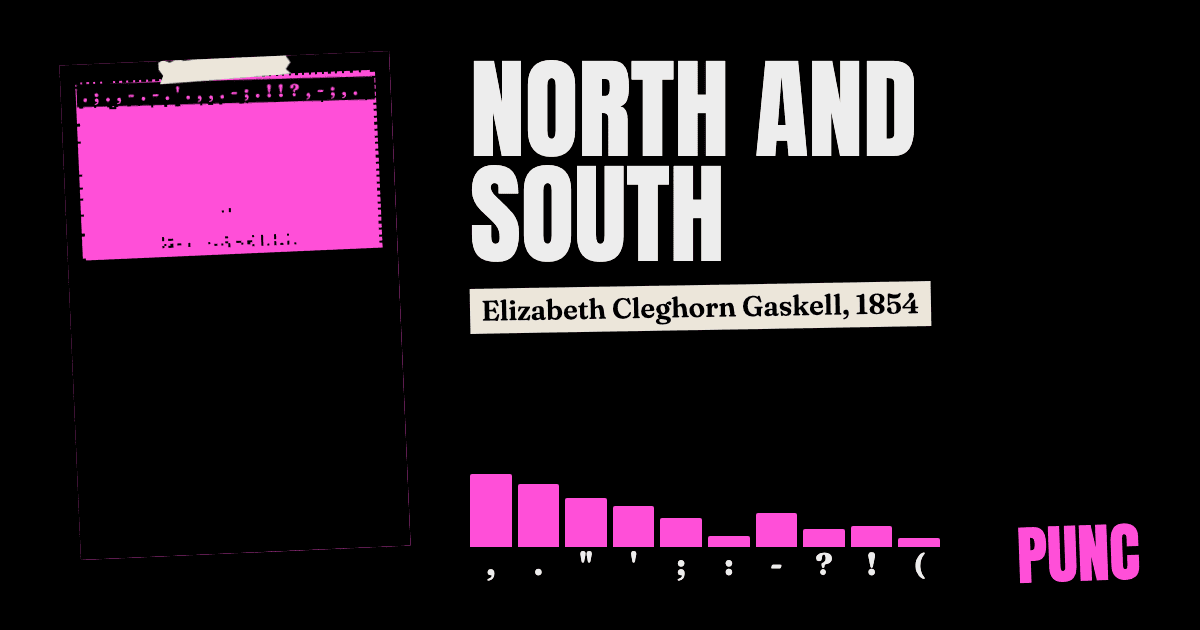 .;.,-.-.'.,,.-;.!!?,-;,.
NORTH AND
SOUTH
Elizabeth Cleghorn Gaskell, 1854
, . " ' ; : - ? ! (
PUNC